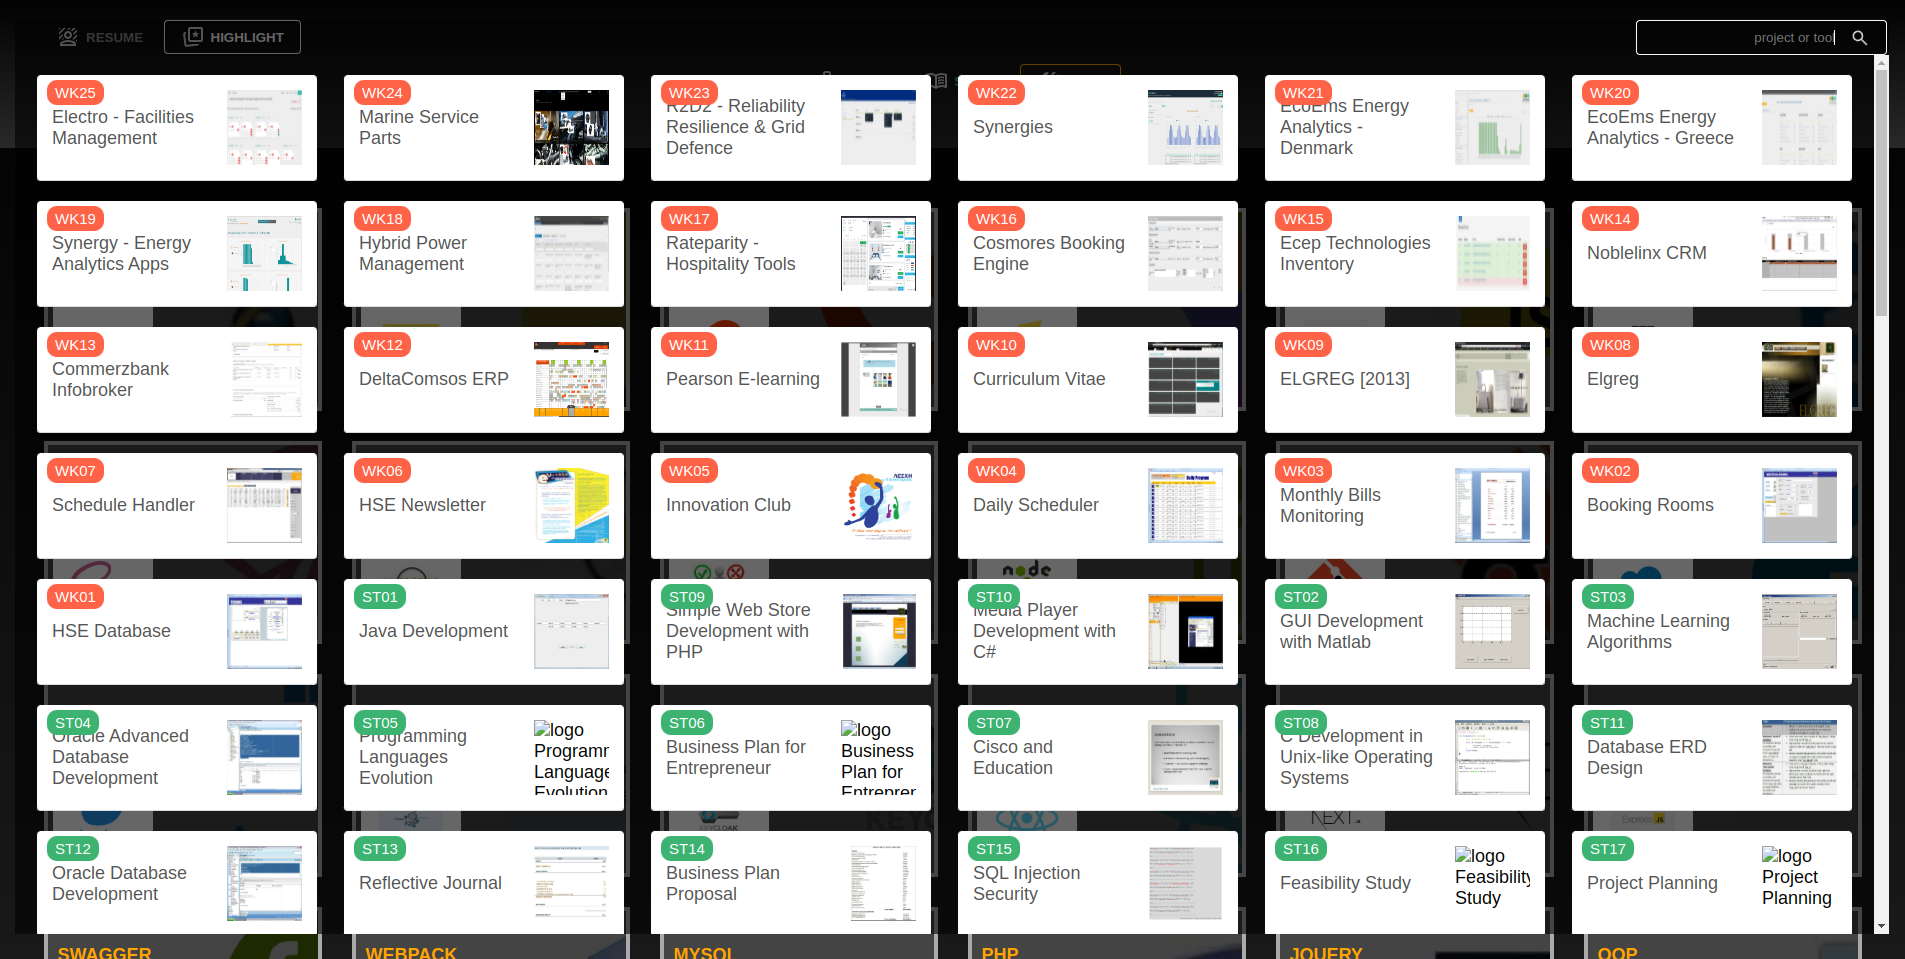 RESUME
HIGHLIGHT
project or tool
WK25
Electro - Facilities
Management
WK24
Marine Service
Parts
WK23
R2D2 - Reliability
Resilience & Grid
Defence
WK22
Synergies
WK21
EcoEms Energy
Analytics -
Denmark
WK20
EcoEms Energy
Analytics - Greece
WK19
Synergy - Energy
Analytics Apps
WK18
Hybrid Power
Management
WK17
Rateparity -
Hospitality Tools
WK16
Cosmores Booking
Engine
WK15
Ecep Technologies
Inventory
WK14
Noblelinx CRM
WK13
Commerzbank
Infobroker
WK12
DeltaComsos ERP
WK11
Pearson E-learning
WK10
Curriculum Vitae
WK09
ELGREG [2013]
WK08
Elgreg
WK07
Schedule Handler
WK06
HSE Newsletter
WK05
Innovation Club
WK04
Daily Scheduler
WK03
Monthly Bills
Monitoring
WK02
Booking Rooms
WK01
HSE Database
ST01
Java Development
ST09
Simple Web Store
Development with
PHP
ST10
Media Player
Development with
C#
ST02
GUI Development
with Matlab
ST03
Machine Learning
Algorithms
ST04
Oracle Advanced
Database
Development
ST05
Programming
Languages
Evolution
logo
Programm
Language
Evolution
ST06
Business Plan for
Entrepreneur
logo
Business
Plan for
Entreprer
ST07
Cisco and
Education
ST08
C Development in
Unix-like Operating
Systems
ST11
Database ERD
Design
ST12
Oracle Database
Development
ST13
Reflective Journal
ST14
Business Plan
Proposal
ST15
SQL Injection
Security
ST16
Feasibility Study
logo
Feasibility
Study
ST17
Project Planning
logo
Project
Planning
SWAGGER
WEBPACK
MYSQL
PHP
JQUERY
OOP